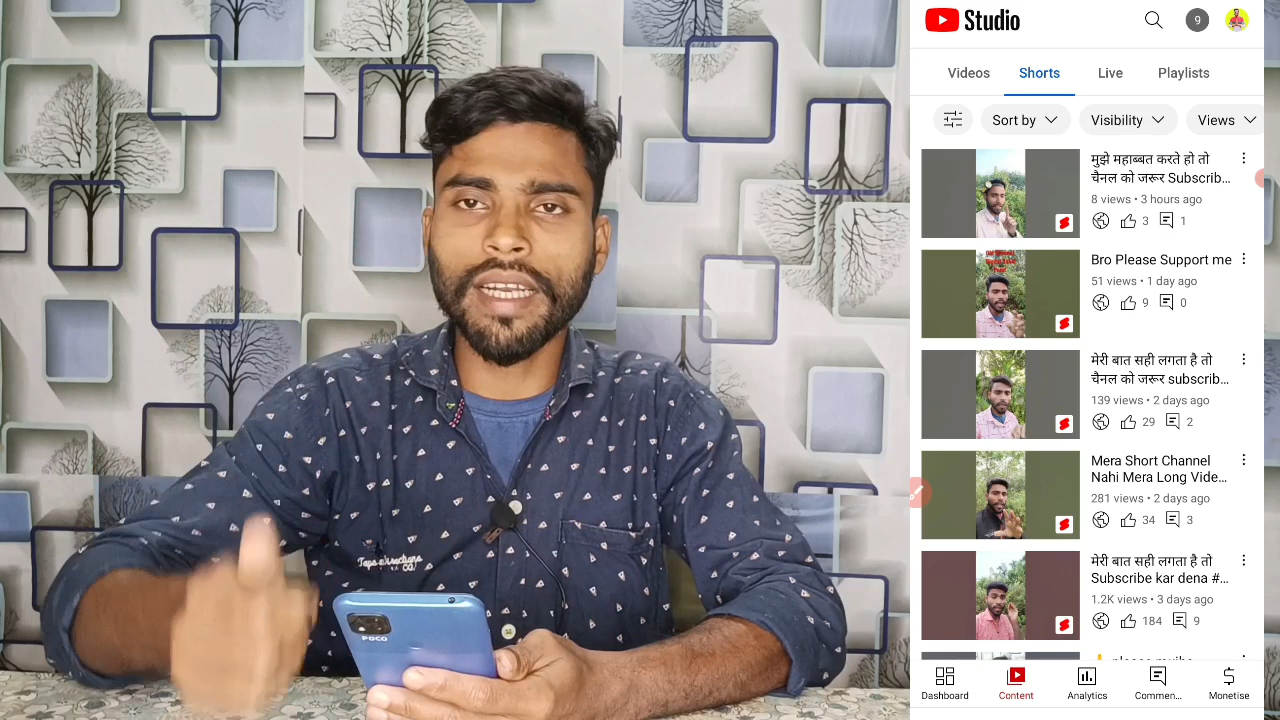 Studio
9
Videos
Shorts
Live
Playlists
Sort by
Visibility
Views
मुझे महाब्बत करते हो तो
चैनल को जरूर Subscrib...
8 views • 3 hours ago
3
1
Bro Please Support me
51 views • 1 day ago
9
0
मेरी बात सही लगता है तो
चैनल को जरूर subscrib...
139 views • 2 days ago
29
2
Mera Short Channel
Nahi Mera Long Vide...
281 views • 2 days ago
34
3
मेरी बात सही लगता है तो
Subscribe kar dena #...
1.2K views • 3 days ago
184
9
Dashboard
Content
Analytics
Commen...
Monetise
POCO